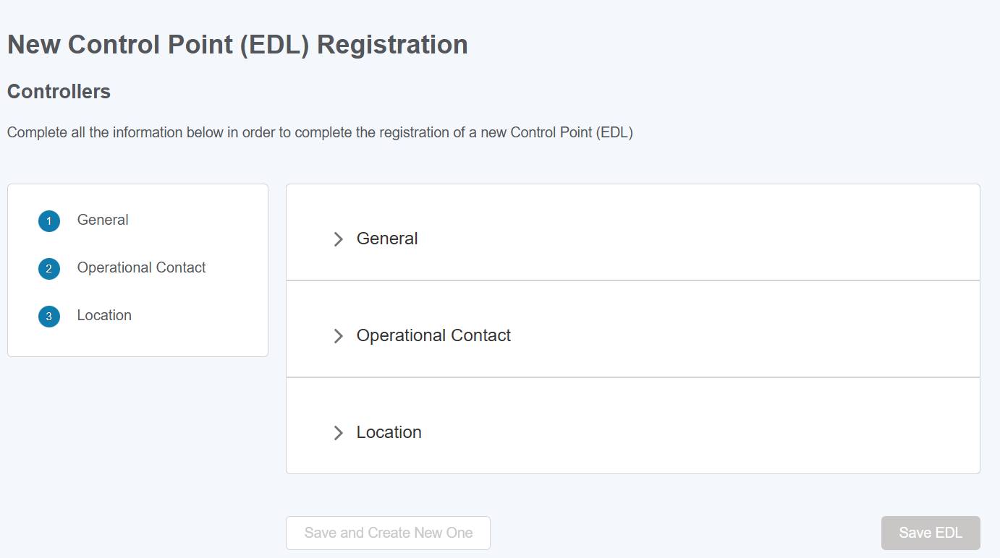 New Control Point (EDL) Registration
Controllers
Complete all the information below in order to complete the registration of a new Control Point (EDL)
1 General
2 Operational Contact
3 Location
General
Operational Contact
Location
Save and Create New One
Save EDL